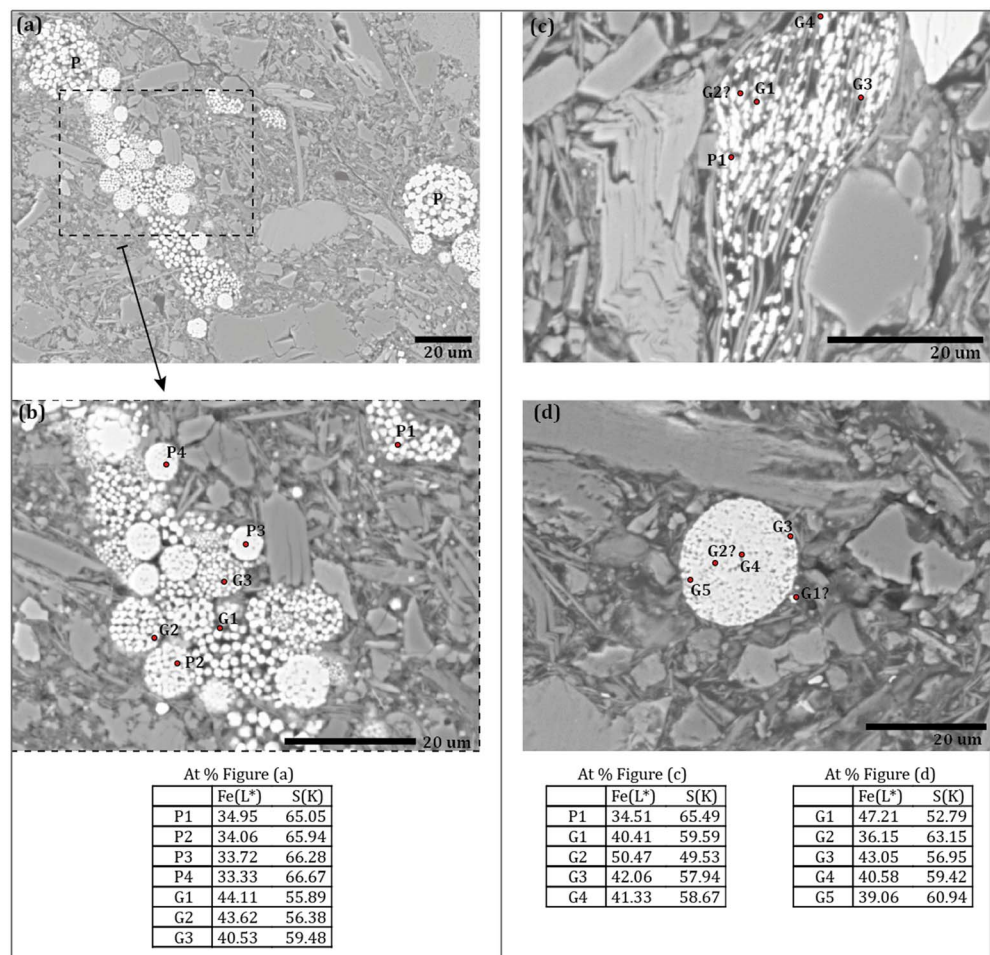 (a)
P
P
20 um
(b)
P1
P4
P3
G3
G1
G2
P2
20 um
At % Figure (a)
Fe(L*) S(K)
P1 34.95 65.05
P2 34.06 65.94
P3 33.72 66.28
P4 33.33 66.67
G1 44.11 55.89
G2 43.62 56.38
G3 40.53 59.48
(c)
G4
G2? G1 G3
P1
20 um
(d)
G3
G2?
G4
G5
G1?
20 um
At % Figure (c)
Fe(L*) S(K)
P1 34.51 65.49
G1 40.41 59.59
G2 50.47 49.53
G3 42.06 57.94
G4 41.33 58.67
At % Figure (d)
Fe(L*) S(K)
G1 47.21 52.79
G2 36.15 63.15
G3 43.05 56.95
G4 40.58 59.42
G5 39.06 60.94